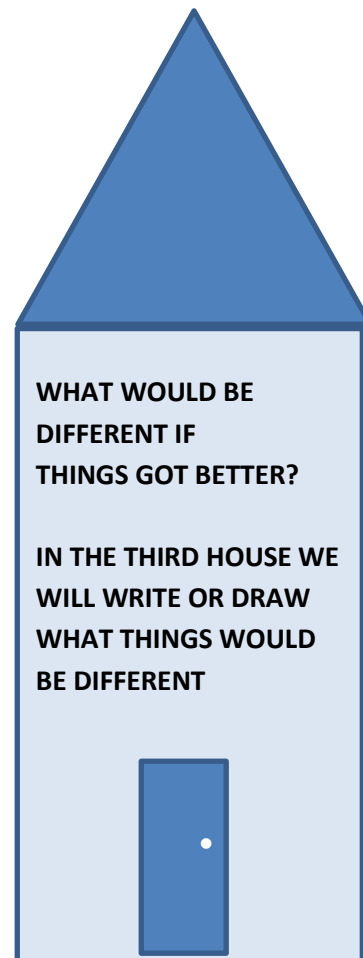 WHAT WOULD BE
DIFFERENT IF
THINGS GOT BETTER?
IN THE THIRD HOUSE WE
WILL WRITE OR DRAW
WHAT THINGS WOULD
BE DIFFERENT